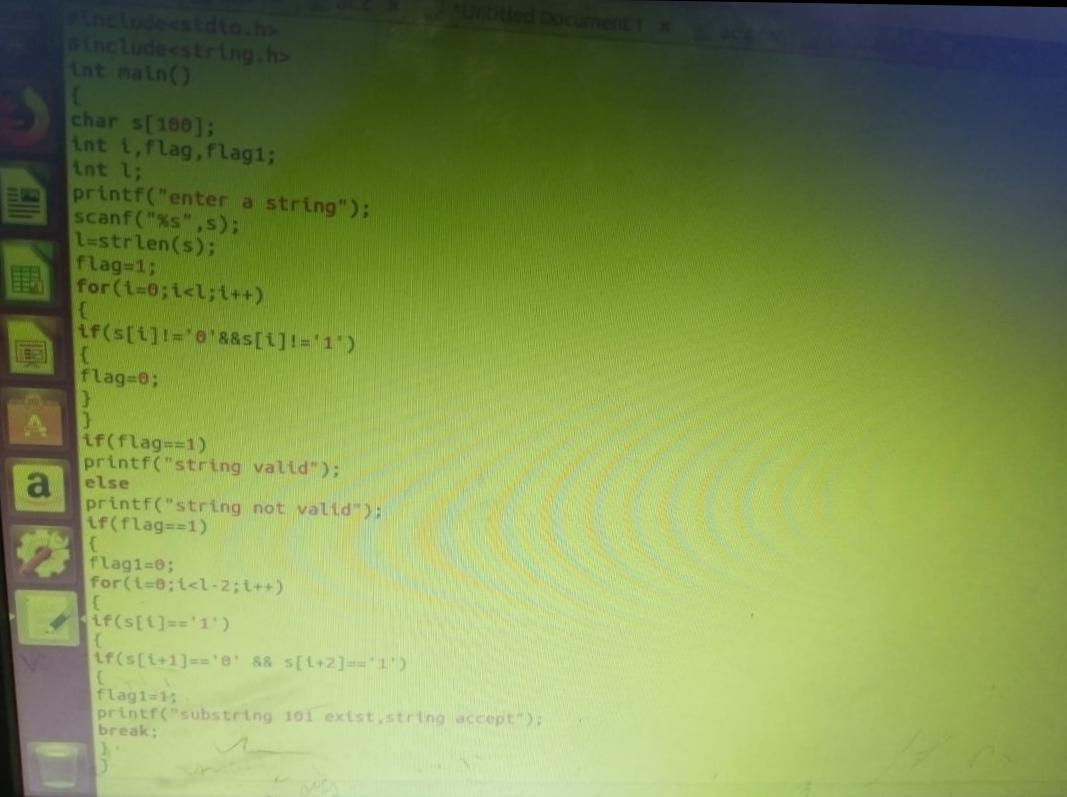 *Untitled Document 1 ×
#include<stdio.h>
#include<string.h>
int main()
{
char s[100];
int i,flag,flag1;
int l;
printf("enter a string");
scanf("%s",s);
l=strlen(s);
flag=1;
for(i=0;i<l;i++)
{
if(s[i]!='0'&&s[i]!='1')
{
flag=0;
}
}
if(flag==1)
printf("string valid");
else
printf("string not valid");
if(flag==1)
{
flag1=0;
for(i=0;i<l-2;i++)
{
if(s[i]=='1')
{
if(s[i+1]=='0' && s[i+2]=='1')
{
flag1=1;
printf("substring 101 exist,string accept");
break;
}
}
a